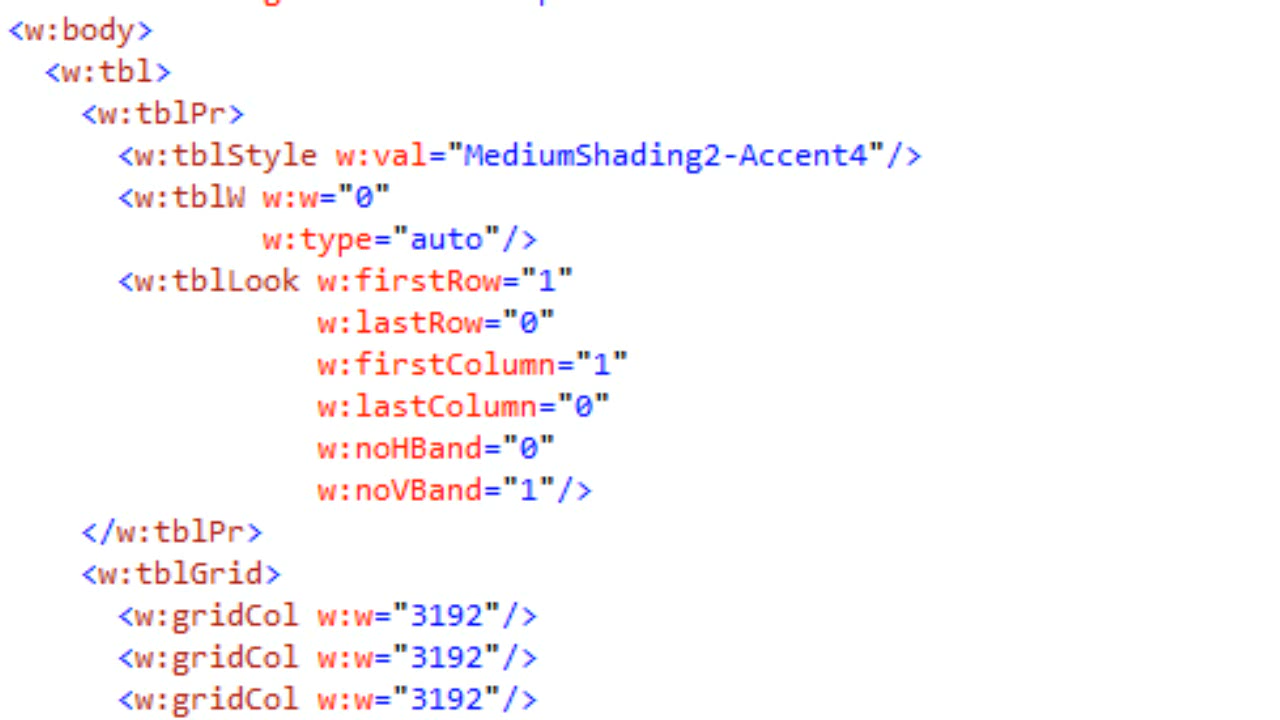 <w:body>
<w:tbl>
<w:tblPr>
<w:tblStyle w:val="MediumShading2-Accent4"/>
<w:tblW w:w="0"
w:type="auto"/>
<w:tblLook w:firstRow="1"
w:lastRow="0"
w:firstColumn="1"
w:lastColumn="0"
w:noHBand="0"
w:noVBand="1"/>
</w:tblPr>
<w:tblGrid>
<w:gridCol w:w="3192"/>
<w:gridCol w:w="3192"/>
<w:gridCol w:w="3192"/>